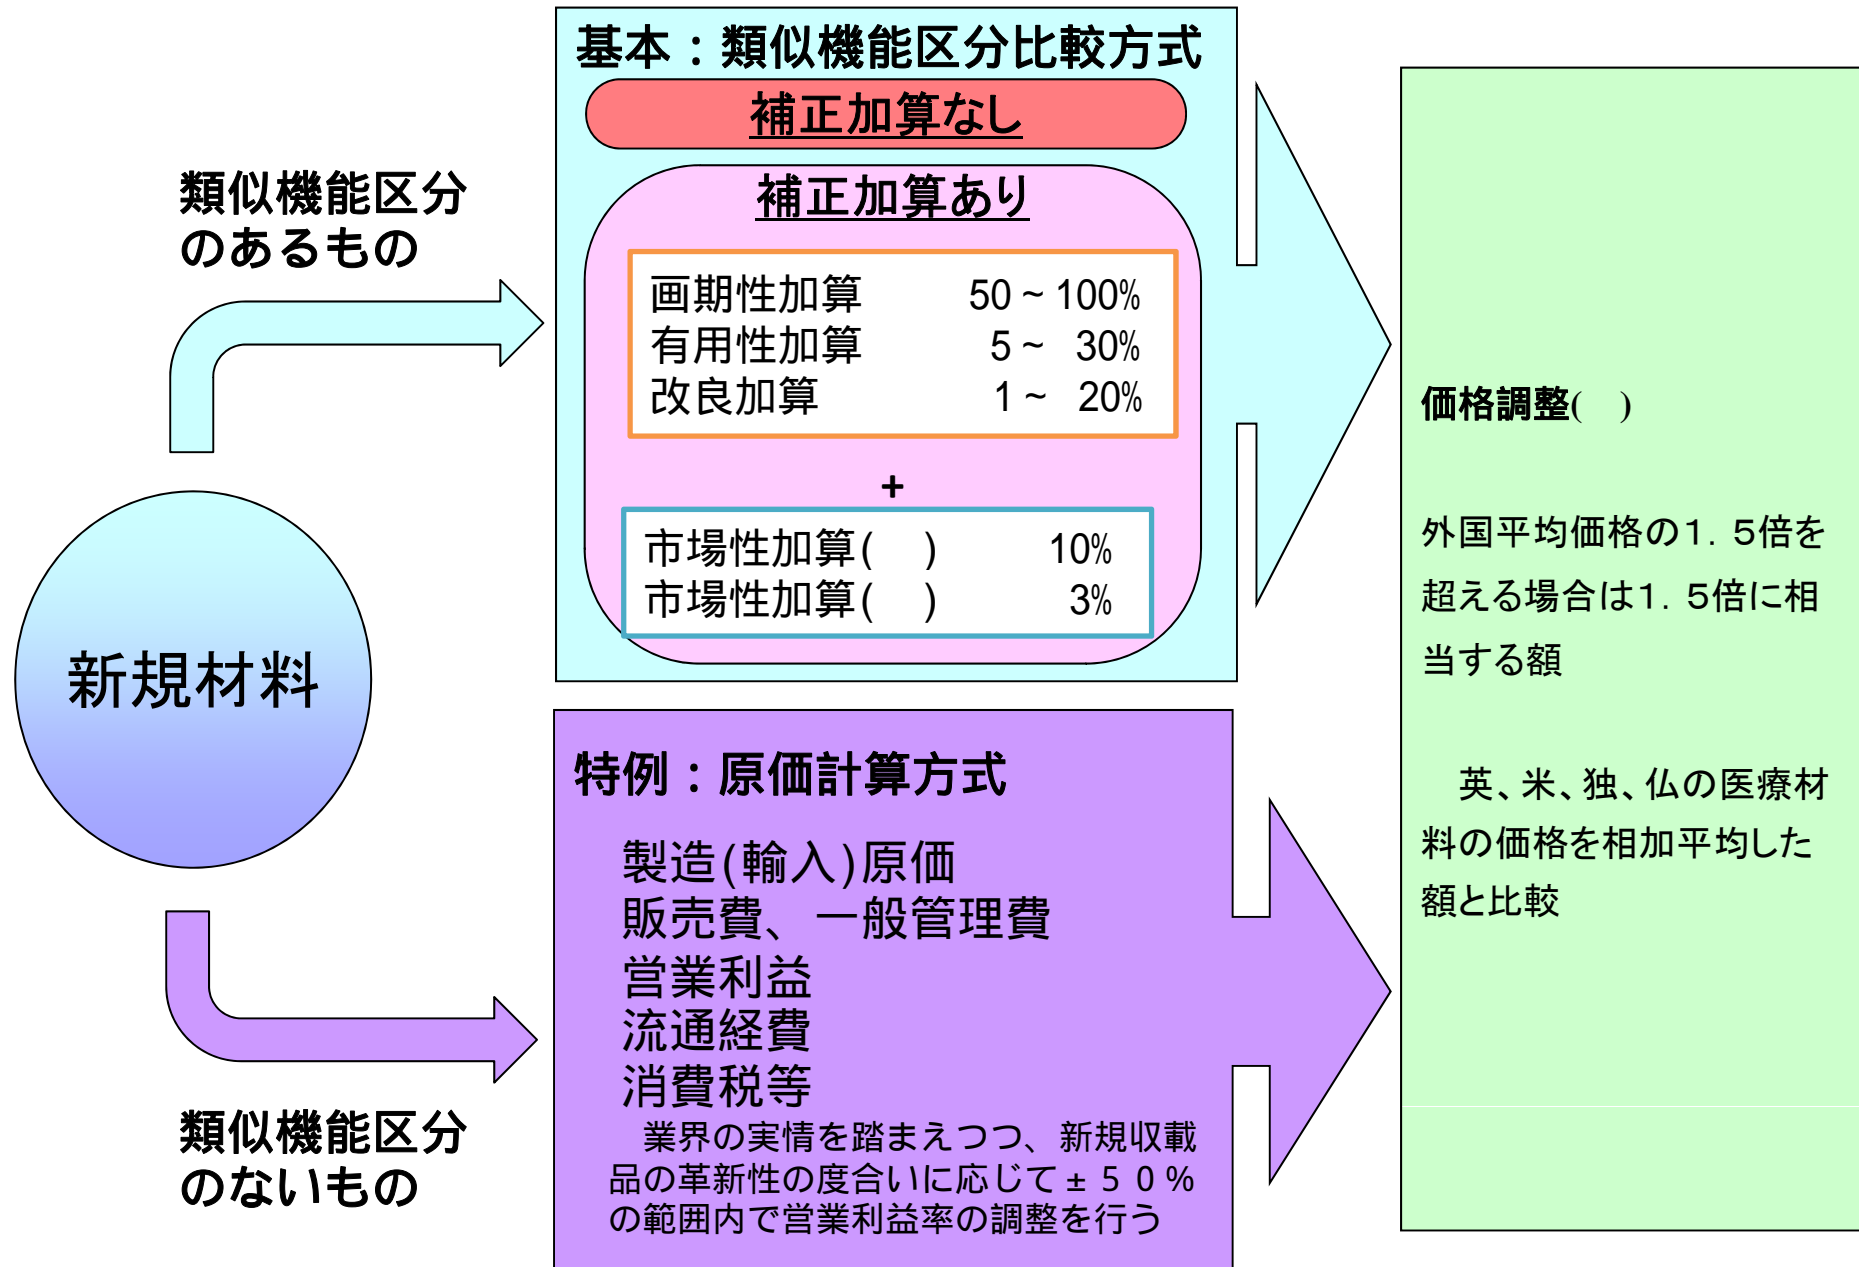 新規材料
類似機能区分
のあるもの
類似機能区分
のないもの
基本：類似機能区分比較方式
補正加算なし
補正加算あり
画期性加算 50～100%
有用性加算 5～ 30%
改良加算 1～ 20%
+
市場性加算(　) 10%
市場性加算(　) 3%
特例：原価計算方式
製造(輸入)原価
販売費、一般管理費
営業利益
流通経費
消費税等
業界の実情を踏まえつつ、新規収載
品の革新性の度合いに応じて±５０%
の範囲内で営業利益率の調整を行う
価格調整(　)
外国平均価格の１．５倍を
超える場合は１．５倍に相
当する額
英、米、独、仏の医療材
料の価格を相加平均した
額と比較